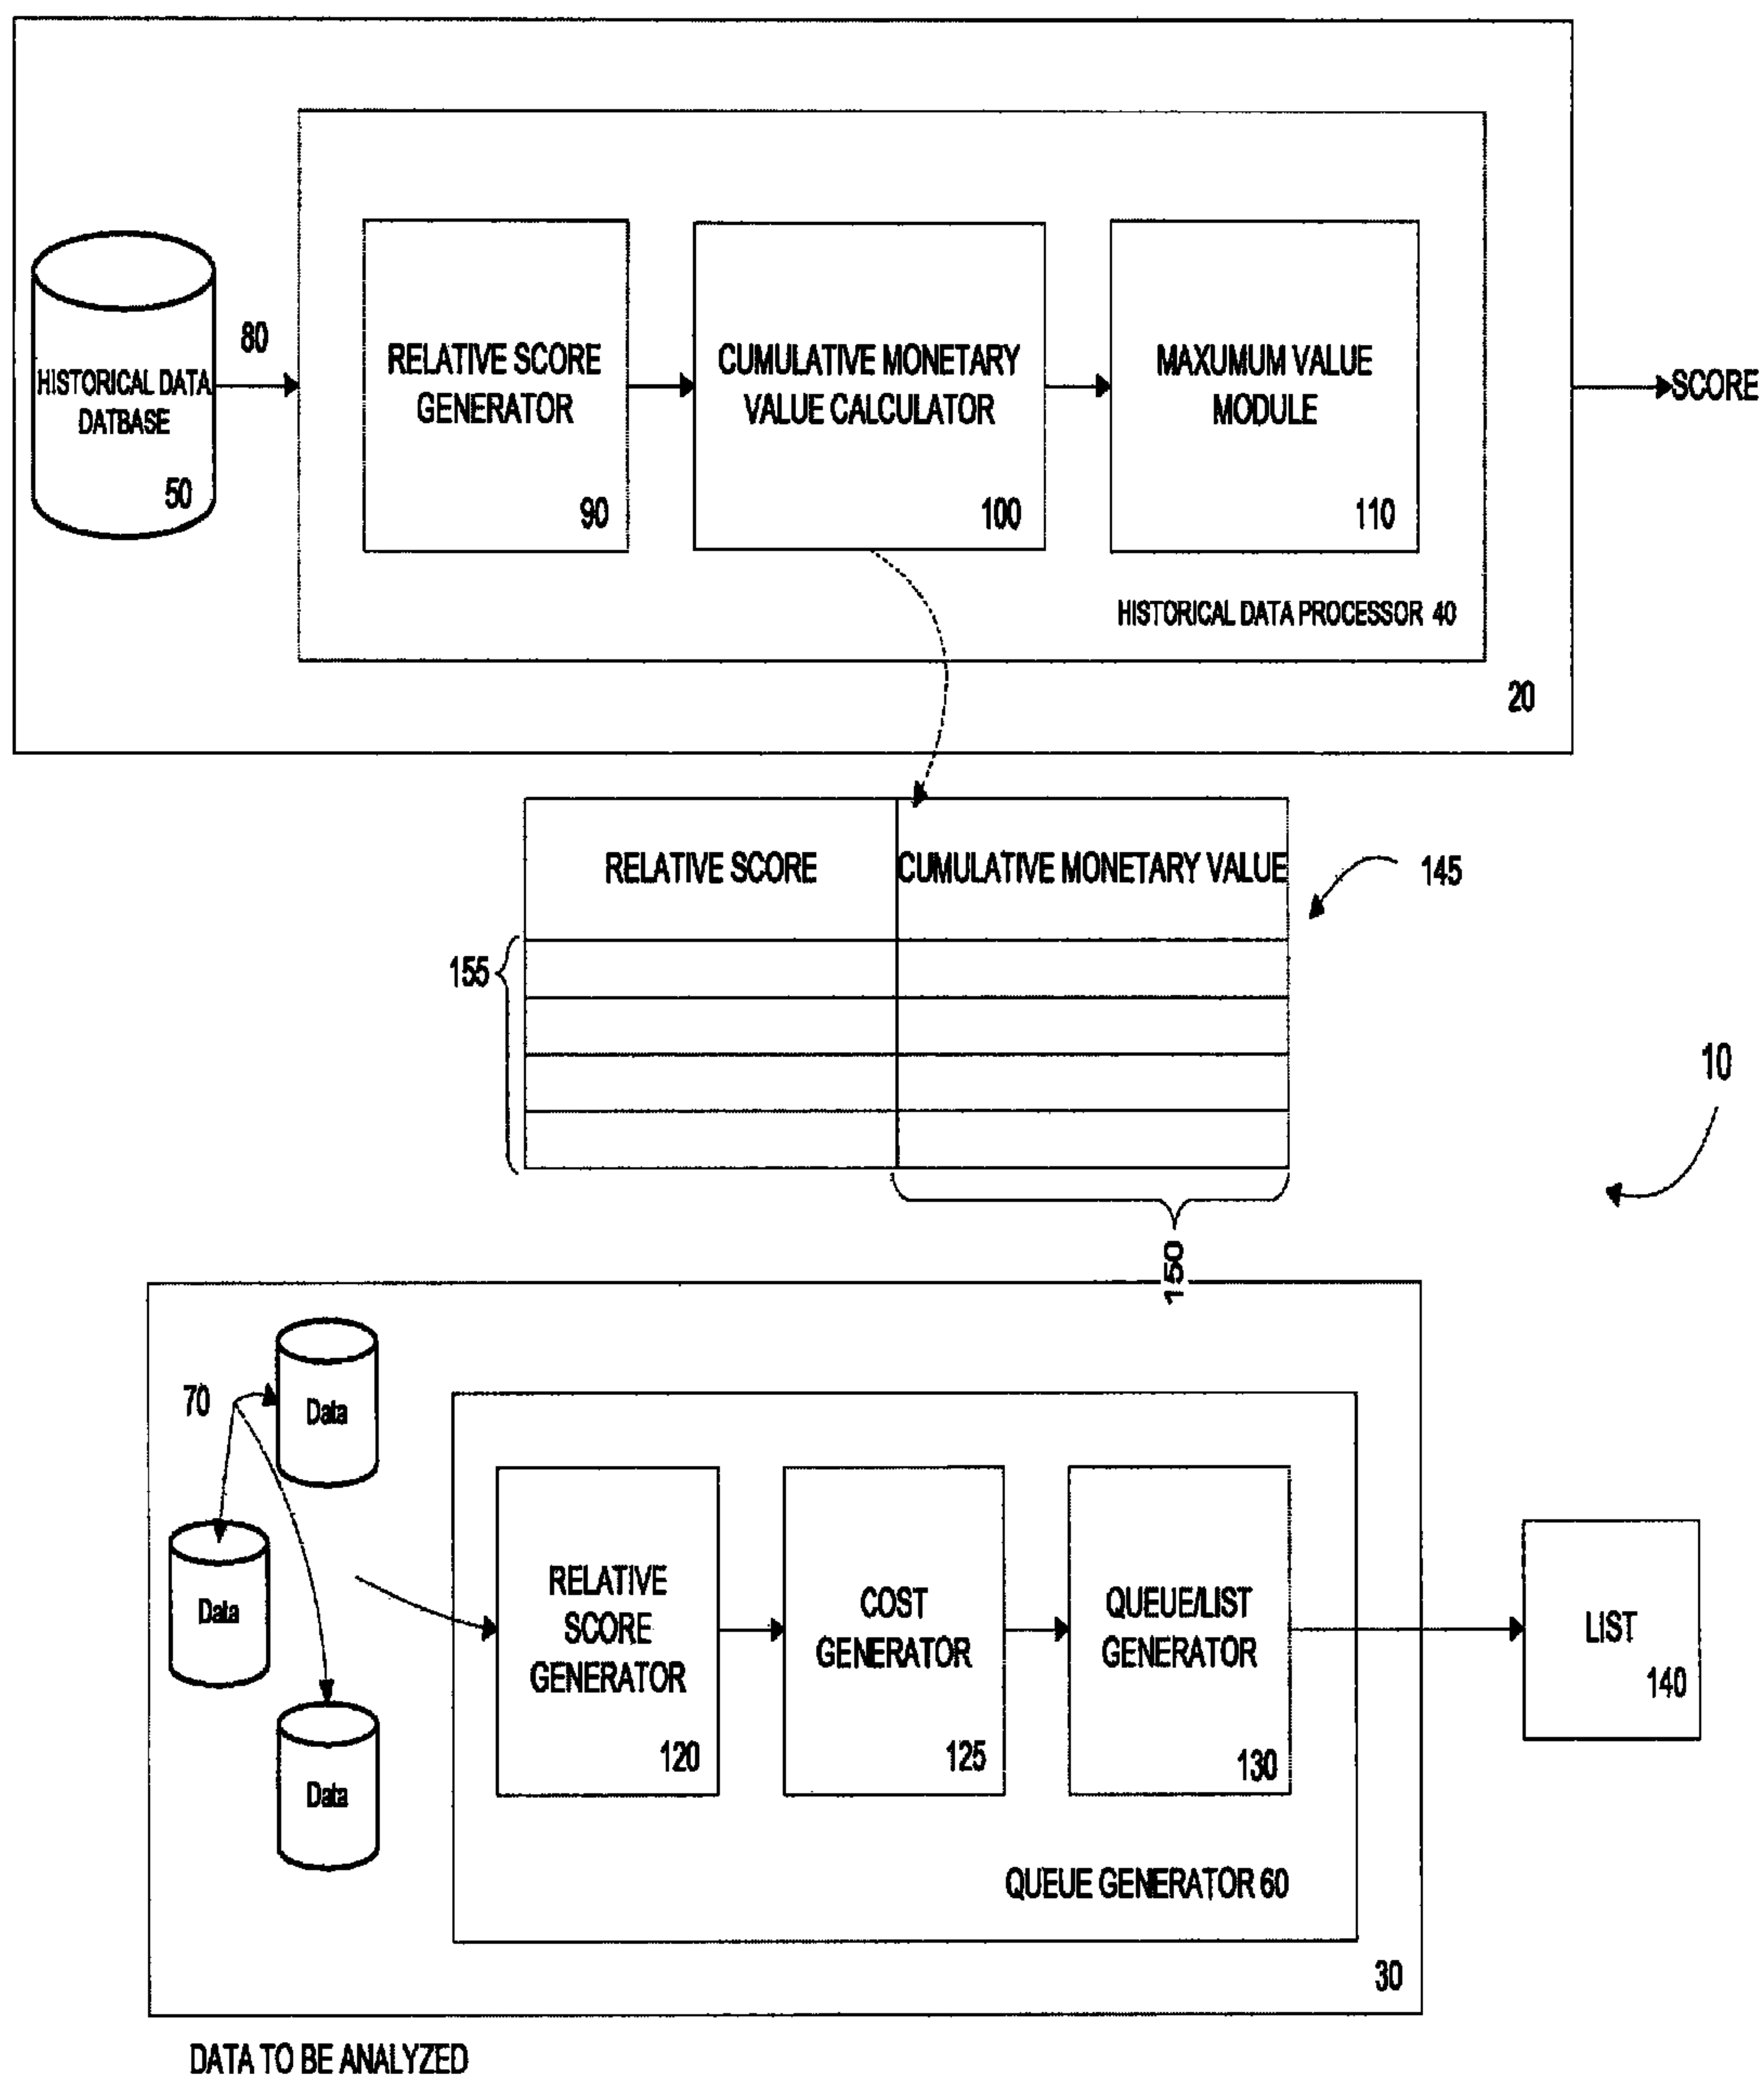 80
HISTORICAL DATA
DATBASE
50
RELATIVE SCORE
GENERATOR
90
CUMULATIVE MONETARY
VALUE CALCULATOR
100
MAXUMUM VALUE
MODULE
110
SCORE
HISTORICAL DATA PROCESSOR 40
20
RELATIVE SCORE
CUMULATIVE MONETARY VALUE
145
155
10
150
70
Data
Data
Data
RELATIVE
SCORE
GENERATOR
120
COST
GENERATOR
125
QUEUE/LIST
GENERATOR
130
LIST
140
QUEUE GENERATOR 60
30
DATA TO BE ANALYZED